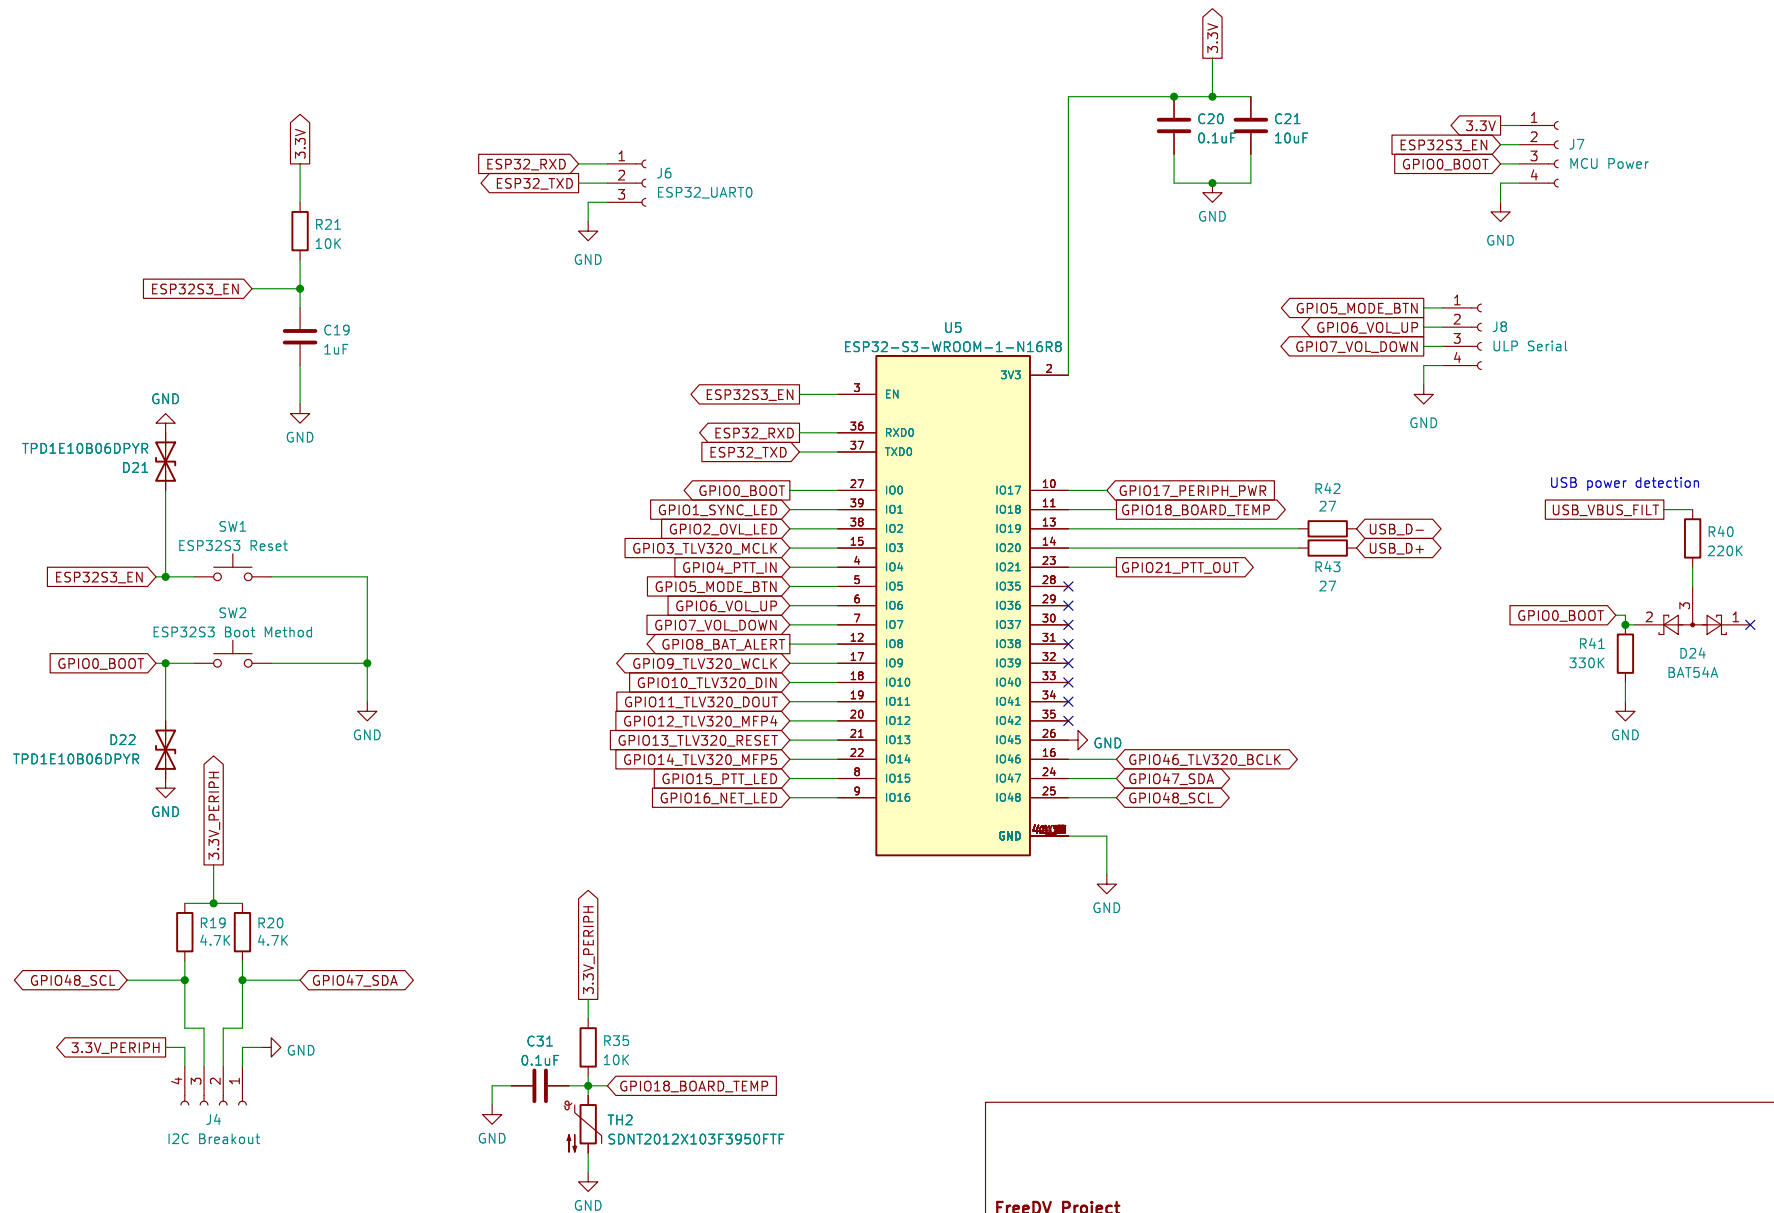 3.3V
R21
10K
ESP32S3_EN
C19
1uF
GND
GND
TPD1E10B06DPYR
D21
SW1
ESP32S3 Reset
ESP32S3_EN
SW2
ESP32S3 Boot Method
GPIO0_BOOT
GND
D22
TPD1E10B06DPYR
GND
3.3V_PERIPH
R19
4.7K
R20
4.7K
GPIO48_SCL
GPIO47_SDA
3.3V_PERIPH
GND
4
3
2
1
J4
I2C Breakout
ESP32_RXD
1
ESP32_TXD
2
3
J6
ESP32_UART0
GND
3.3V
C20
0.1uF
C21
10uF
GND
3.3V
1
ESP32S3_EN
2
GPIO0_BOOT
3
4
J7
MCU Power
GND
GPIO5_MODE_BTN
1
GPIO6_VOL_UP
2
GPIO7_VOL_DOWN
3
4
J8
ULP Serial
GND
U5
ESP32-S3-WROOM-1-N16R8
3V3
2
ESP32S3_EN
3
EN
ESP32_RXD
36
RXD0
ESP32_TXD
37
TXD0
GPIO0_BOOT
27
IO0
GPIO1_SYNC_LED
39
IO1
GPIO2_OVL_LED
38
IO2
GPIO3_TLV320_MCLK
15
IO3
GPIO4_PTT_IN
4
IO4
GPIO5_MODE_BTN
5
IO5
GPIO6_VOL_UP
6
IO6
GPIO7_VOL_DOWN
7
IO7
GPIO8_BAT_ALERT
12
IO8
GPIO9_TLV320_WCLK
17
IO9
GPIO10_TLV320_DIN
18
IO10
GPIO11_TLV320_DOUT
19
IO11
GPIO12_TLV320_MFP4
20
IO12
GPIO13_TLV320_RESET
21
IO13
GPIO14_TLV320_MFP5
22
IO14
GPIO15_PTT_LED
8
IO15
GPIO16_NET_LED
9
IO16
IO17
10
GPIO17_PERIPH_PWR
IO18
11
GPIO18_BOARD_TEMP
IO19
13
R42
27
USB_D-
IO20
14
USB_D+
R43
27
IO21
23
GPIO21_PTT_OUT
IO35
28
IO36
29
IO37
30
IO38
31
IO39
32
IO40
33
IO41
34
IO42
35
IO45
26
GND
IO46
16
GPIO46_TLV320_BCLK
IO47
24
GPIO47_SDA
IO48
25
GPIO48_SCL
GND
GND
USB power detection
USB_VBUS_FILT
R40
220K
GPIO0_BOOT
2
3
1
R41
330K
D24
BAT54A
GND
3.3V_PERIPH
R35
10K
C31
0.1uF
GPIO18_BOARD_TEMP
GND
TH2
SDNT2012X103F3950FTF
GND
FreeDV Project